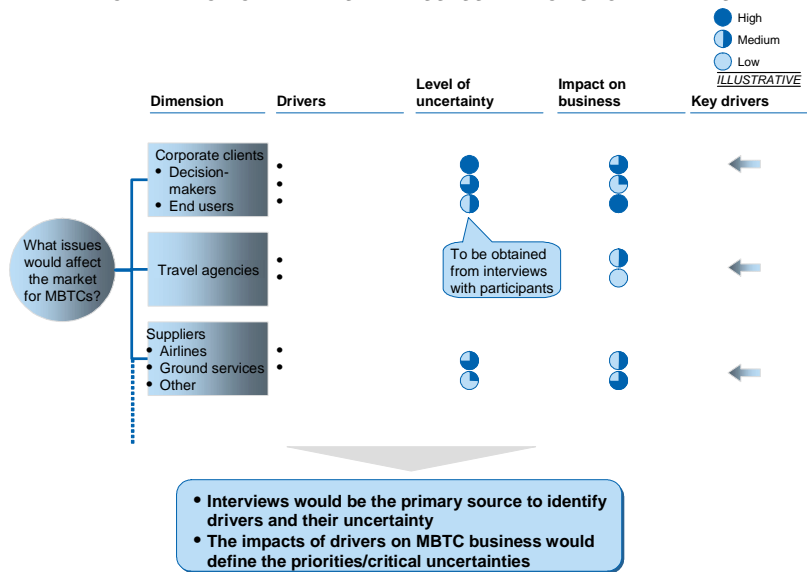 High
Medium
Low
ILLUSTRATIVE
Dimension
Drivers
Level of
uncertainty
Impact on
business
Key drivers
What issues
would affect
the market
for MBTCs?
Corporate clients
• Decision-
makers
• End users
•
•
•
Travel agencies
•
•
To be obtained
from interviews
with participants
Suppliers
• Airlines
• Ground services
• Other
•
•
• Interviews would be the primary source to identify
drivers and their uncertainty
• The impacts of drivers on MBTC business would
define the priorities/critical uncertainties